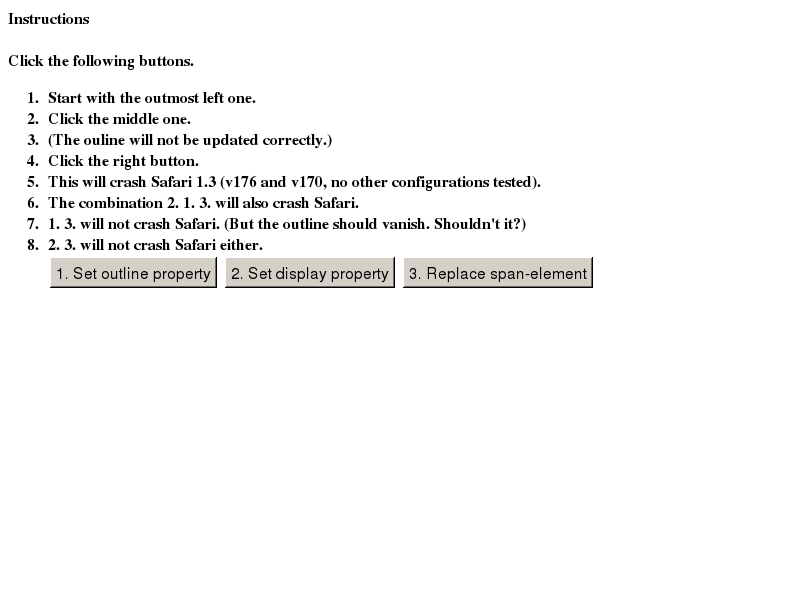 Instructions
Click the following buttons.
1. Start with the outmost left one.
2. Click the middle one.
3. (The ouline will not be updated correctly.)
4. Click the right button.
5. This will crash Safari 1.3 (v176 and v170, no other configurations tested).
6. The combination 2. 1. 3. will also crash Safari.
7. 1. 3. will not crash Safari. (But the outline should vanish. Shouldn't it?)
8. 2. 3. will not crash Safari either.
1. Set outline property 2. Set display property 3. Replace span-element